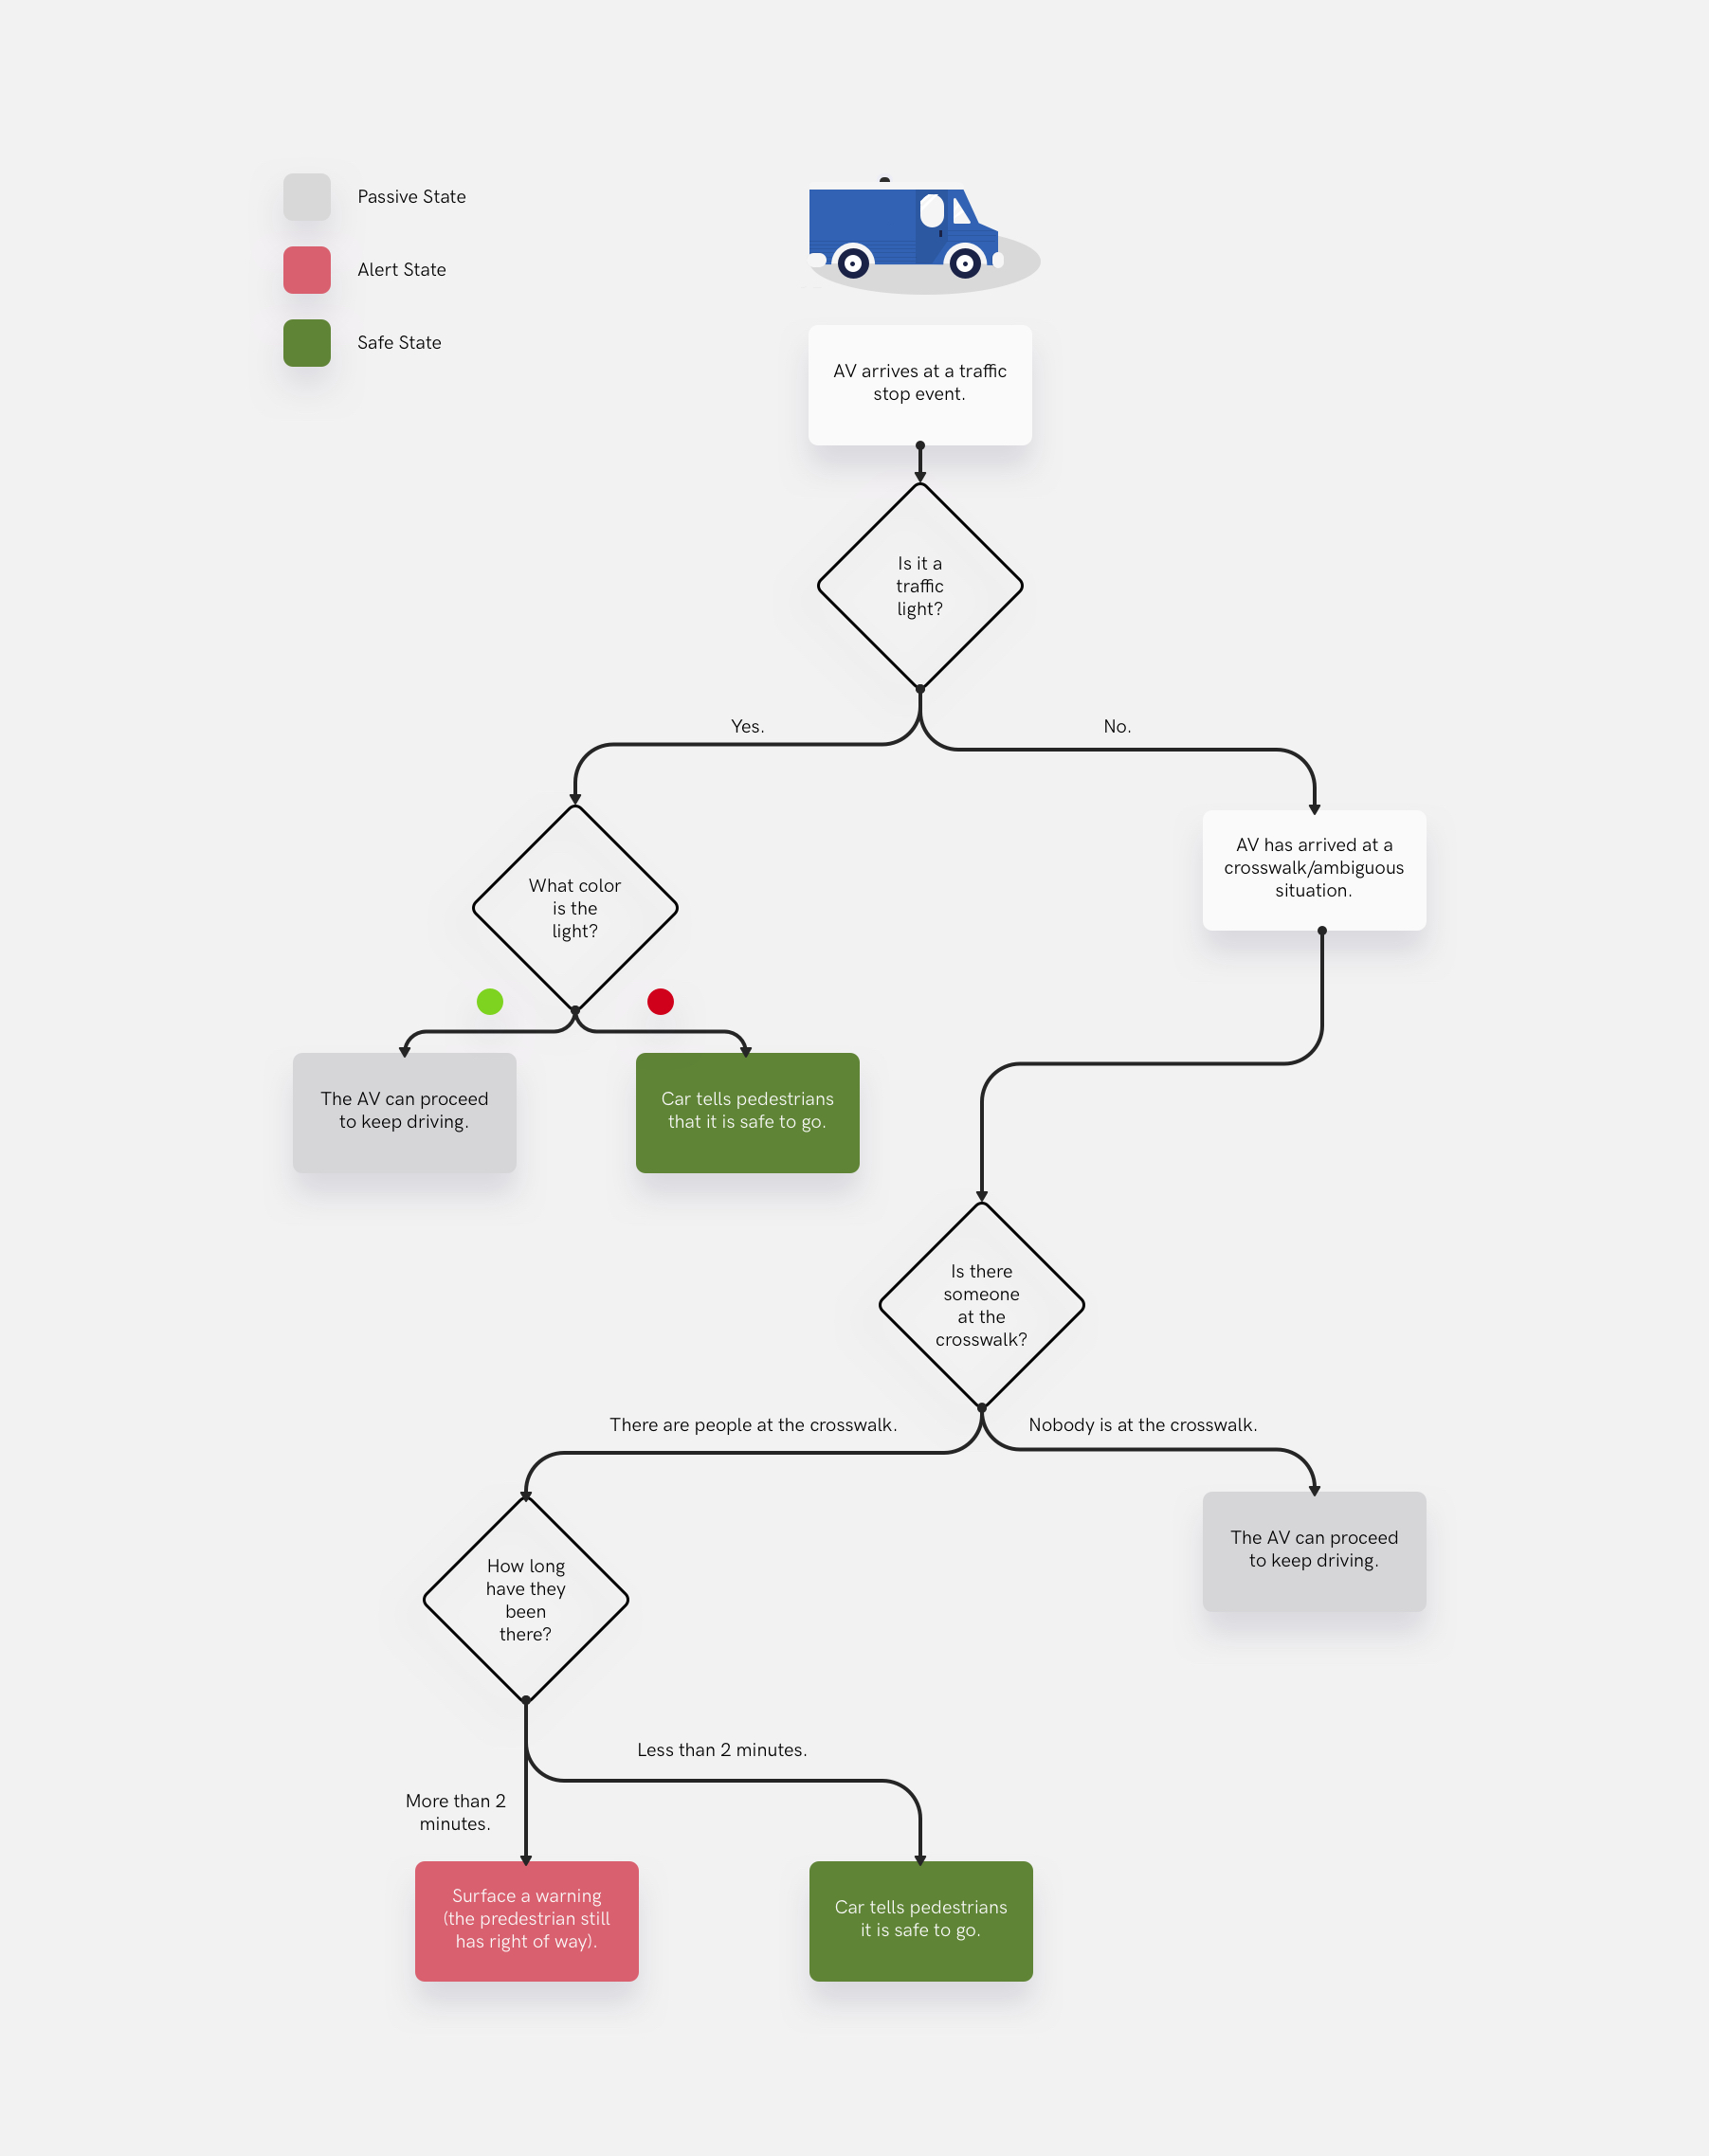 Passive State
Alert State
Safe State
AV arrives at a traffic
stop event.
Is it a
traffic
light?
Yes.
No.
What color
is the
light?
AV has arrived at a
crosswalk/ambiguous
situation.
The AV can proceed
to keep driving.
Car tells pedestrians
that it is safe to go.
Is there
someone
at the
crosswalk?
There are people at the crosswalk.
Nobody is at the crosswalk.
How long
have they
been
there?
The AV can proceed
to keep driving.
Less than 2 minutes.
More than 2
minutes.
Surface a warning
(the predestrian still
has right of way).
Car tells pedestrians
it is safe to go.